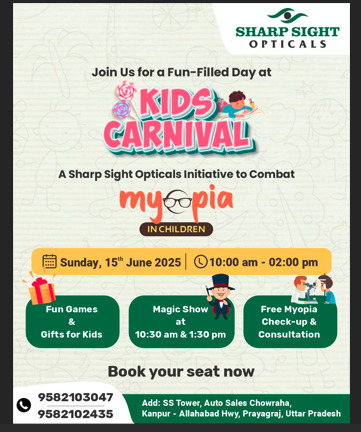 SHARP SIGHT
OPTICALS
Join Us for a Fun-Filled Day at
KIDS
CARNIVAL
A Sharp Sight Opticals Initiative to Combat
myopia
IN CHILDREN
Sunday, 15th June 2025 | 10:00 am - 02:00 pm
Fun Games
&
Gifts for Kids
Magic Show
at
10:30 am & 1:30 pm
Free Myopia
Check-up &
Consultation
Book your seat now
9582103047
9582102435
Add: SS Tower, Auto Sales Chowraha,
Kanpur - Allahabad Hwy, Prayagraj, Uttar Pradesh